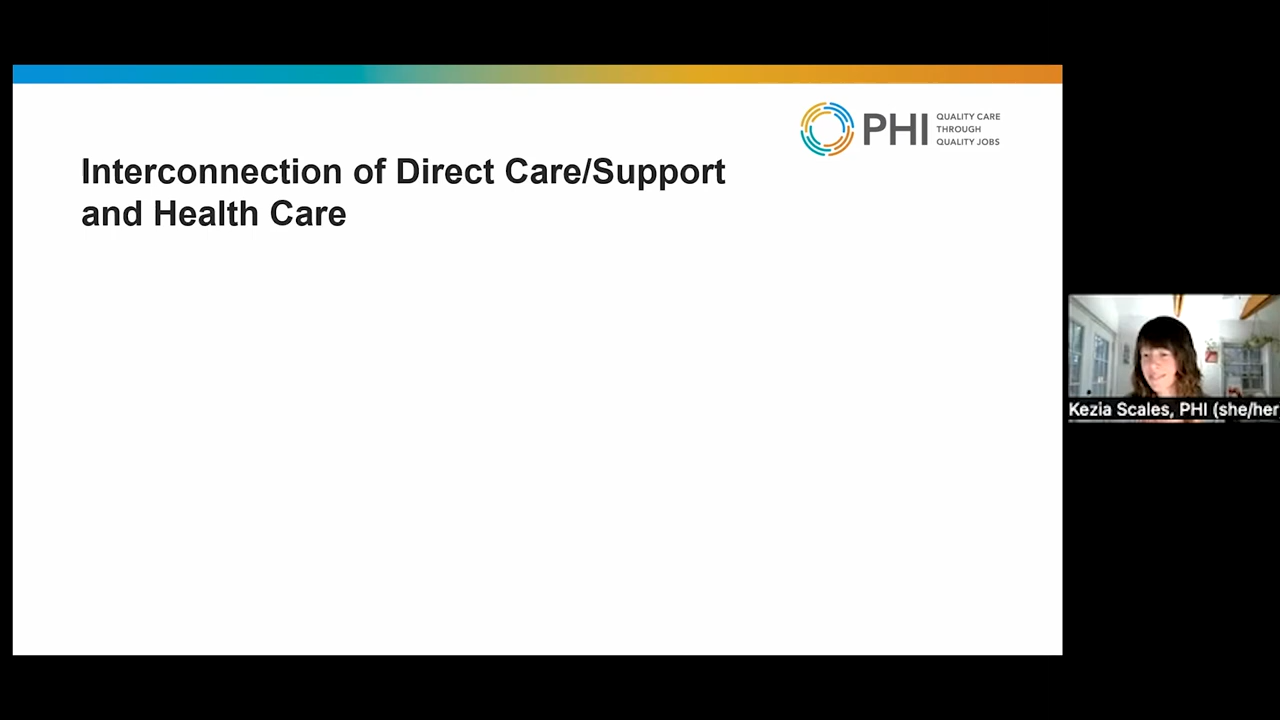 PHI
QUALITY CARE
THROUGH
QUALITY JOBS
Interconnection of Direct Care/Support
and Health Care
Kezia Scales, PHI (she/her